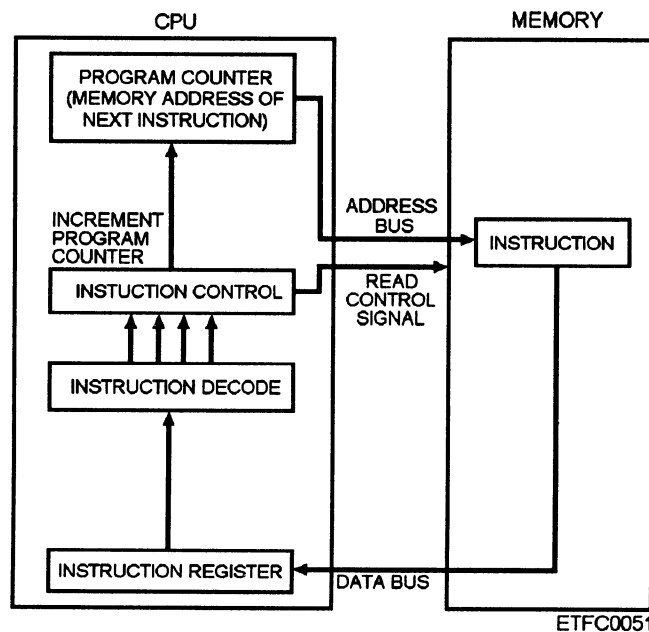 CPU
MEMORY
PROGRAM COUNTER
(MEMORY ADDRESS OF
NEXT INSTRUCTION)
INCREMENT
PROGRAM
COUNTER
ADDRESS
BUS
INSTRUCTION
INSTUCTION CONTROL
READ
CONTROL
SIGNAL
INSTRUCTION DECODE
INSTRUCTION REGISTER
DATA BUS
ETFC0051